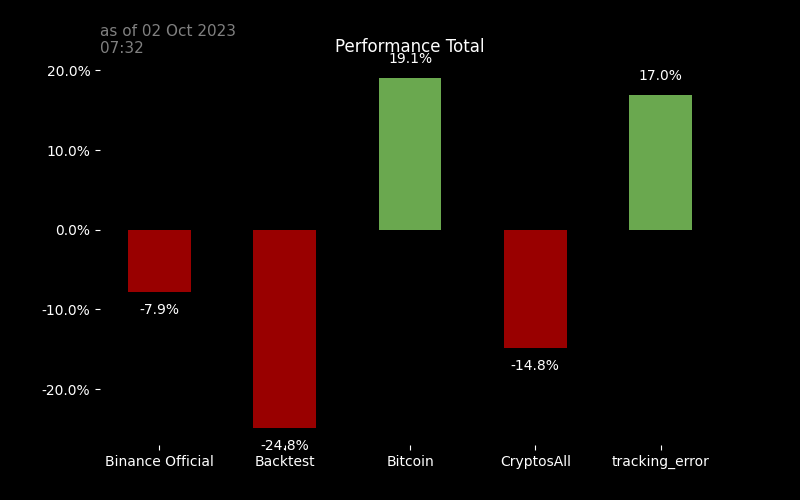 as of 02 Oct 2023
07:32
Performance Total
20.0%
10.0%
0.0%
-10.0%
-20.0%
-7.9%
-24.8%
19.1%
-14.8%
17.0%
Binance Official
Backtest
Bitcoin
CryptosAll
tracking_error